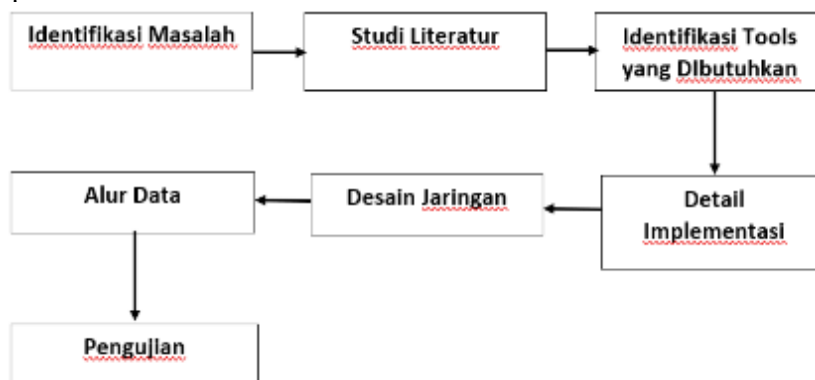 Identifikasi Masalah
Studi Literatur
Identifikasi Tools
yang DIbutuhkan
Detail
Implementasi
Desain Jaringan
Alur Data
Pengujian